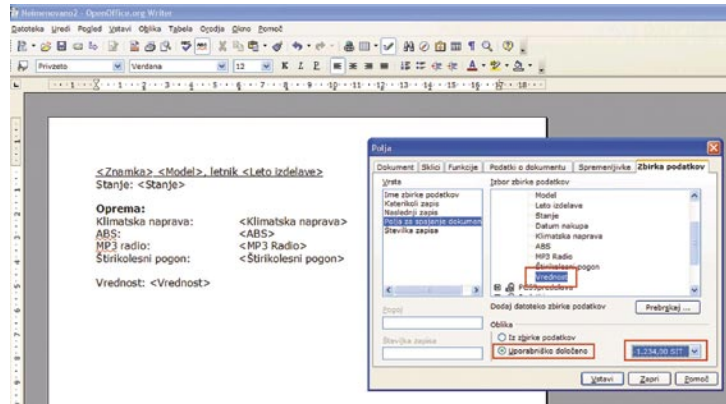 Neimenovano2 - OpenOffice.org Writer
Datoteka Uredi Pogled Vstavi Oblika Tabela Orodja Okno Pomoč
Privzeto Verdana 12 K L P
<Znamka> <Model>, letnik <Leto izdelave>
Stanje: <Stanje>
Oprema:
Klimatska naprava: <Klimatska naprava>
ABS: <ABS>
MP3 radio: <MP3 Radio>
Štirikolesni pogon: <Štirikolesni pogon>
Vrednost: <Vrednost>
Polja
Dokument Sklici Funkcije Podatki o dokumentu Spremenljivke Zbirka podatkov
Vrsta
Ime zbirke podatkov
Katerikoli zapis
Naslednji zapis
Polja za spajanje dokumen
Številka zapisa
Izbor zbirke podatkov
Model
Leto izdelave
Stanje
Datum nakupa
Klimatska naprava
ABS
MP3 Radio
Štirikolesni pogon
Vrednost
Pogoj
Številka zapisa
Dodaj datoteko zbirke podatkov Prebrskaj ...
Oblika
Iz zbirke podatkov
Uporabniško določeno -1.234,00 SIT
Vstavi Zapri Pomoč